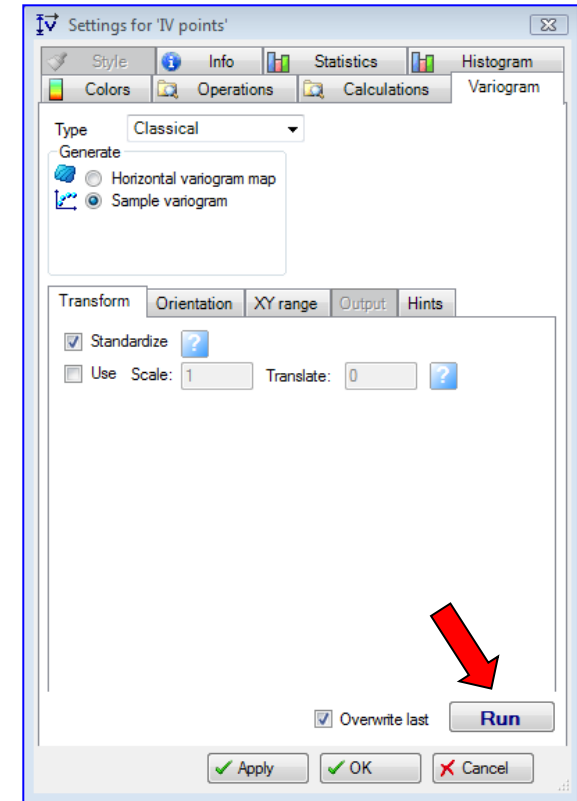 Settings for 'IV points'
Style Info Statistics Histogram
Colors Operations Calculations Variogram
Type Classical
Generate
Horizontal variogram map
Sample variogram
Transform Orientation XY range Output Hints
Standardize ?
Use Scale: 1 Translate: 0 ?
Overwrite last Run
Apply OK Cancel